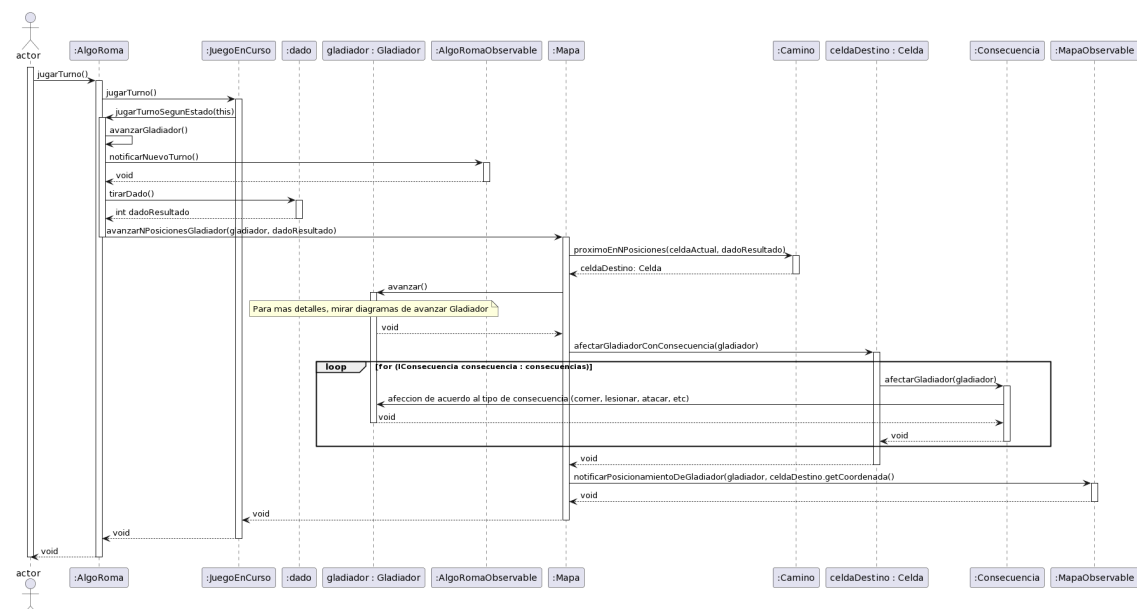 actor
:AlgoRoma
:JuegoEnCurso
:dado
gladiador : Gladiador
:AlgoRomaObservable
:Mapa
:Camino
celdaDestino : Celda
:Consecuencia
:MapaObservable
jugarTurno()
jugarTurno()
jugarTurnoSegunEstado(this)
avanzarGladiador()
notificarNuevoTurno()
void
tirarDado()
int dadoResultado
avanzarNPosicionesGladiador(gladiador, dadoResultado)
proximoEnNPosiciones(celdaActual, dadoResultado)
celdaDestino: Celda
avanzar()
Para mas detalles, mirar diagramas de avanzar Gladiador
void
afectarGladiadorConConsecuencia(gladiador)
loop
[for (IConsecuencia consecuencia : consecuencias)]
afectarGladiador(gladiador)
afeccion de acuerdo al tipo de consecuencia (comer, lesionar, atacar, etc)
void
void
void
notificarPosicionamientoDeGladiador(gladiador, celdaDestino.getCoordenada()
void
void
void
void
actor
:AlgoRoma
:JuegoEnCurso
:dado
gladiador : Gladiador
:AlgoRomaObservable
:Mapa
:Camino
celdaDestino : Celda
:Consecuencia
:MapaObservable